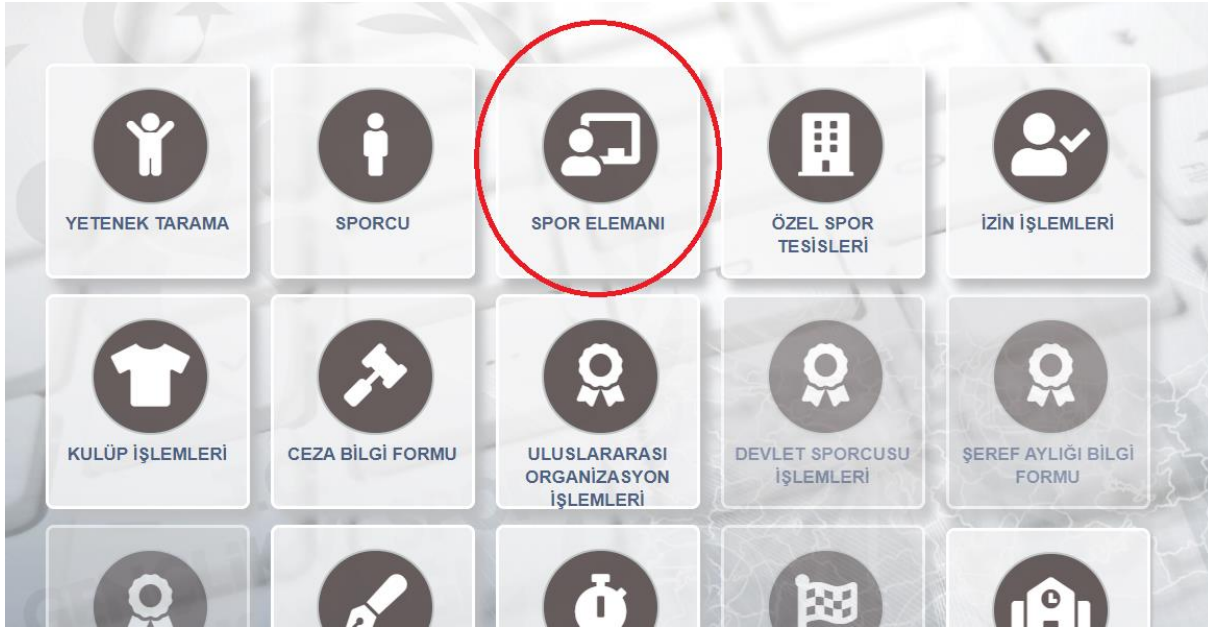 YETENEK TARAMA
SPORCU
SPOR ELEMANI
ÖZEL SPOR
TESİSLERİ
İZİN İŞLEMLERİ
KULÜP İŞLEMLERİ
CEZA BİLGİ FORMU
ULUSLARARASI
ORGANİZASYON
İŞLEMLERİ
DEVLET SPORCUSU
İŞLEMLERİ
ŞEREF AYLIĞI BİLGİ
FORMU